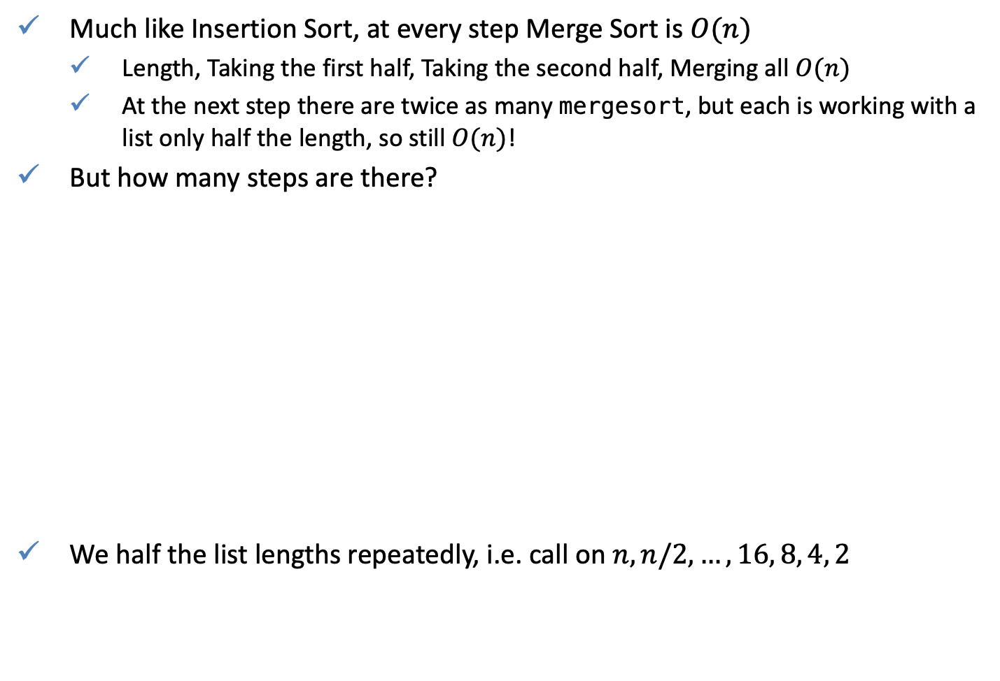 ✓ Much like Insertion Sort, at every step Merge Sort is O(n)
✓ Length, Taking the first half, Taking the second half, Merging all O(n)
✓ At the next step there are twice as many mergesort, but each is working with a
list only half the length, so still O(n)!
✓ But how many steps are there?
✓ We half the list lengths repeatedly, i.e. call on n, n/2, …, 16, 8, 4, 2